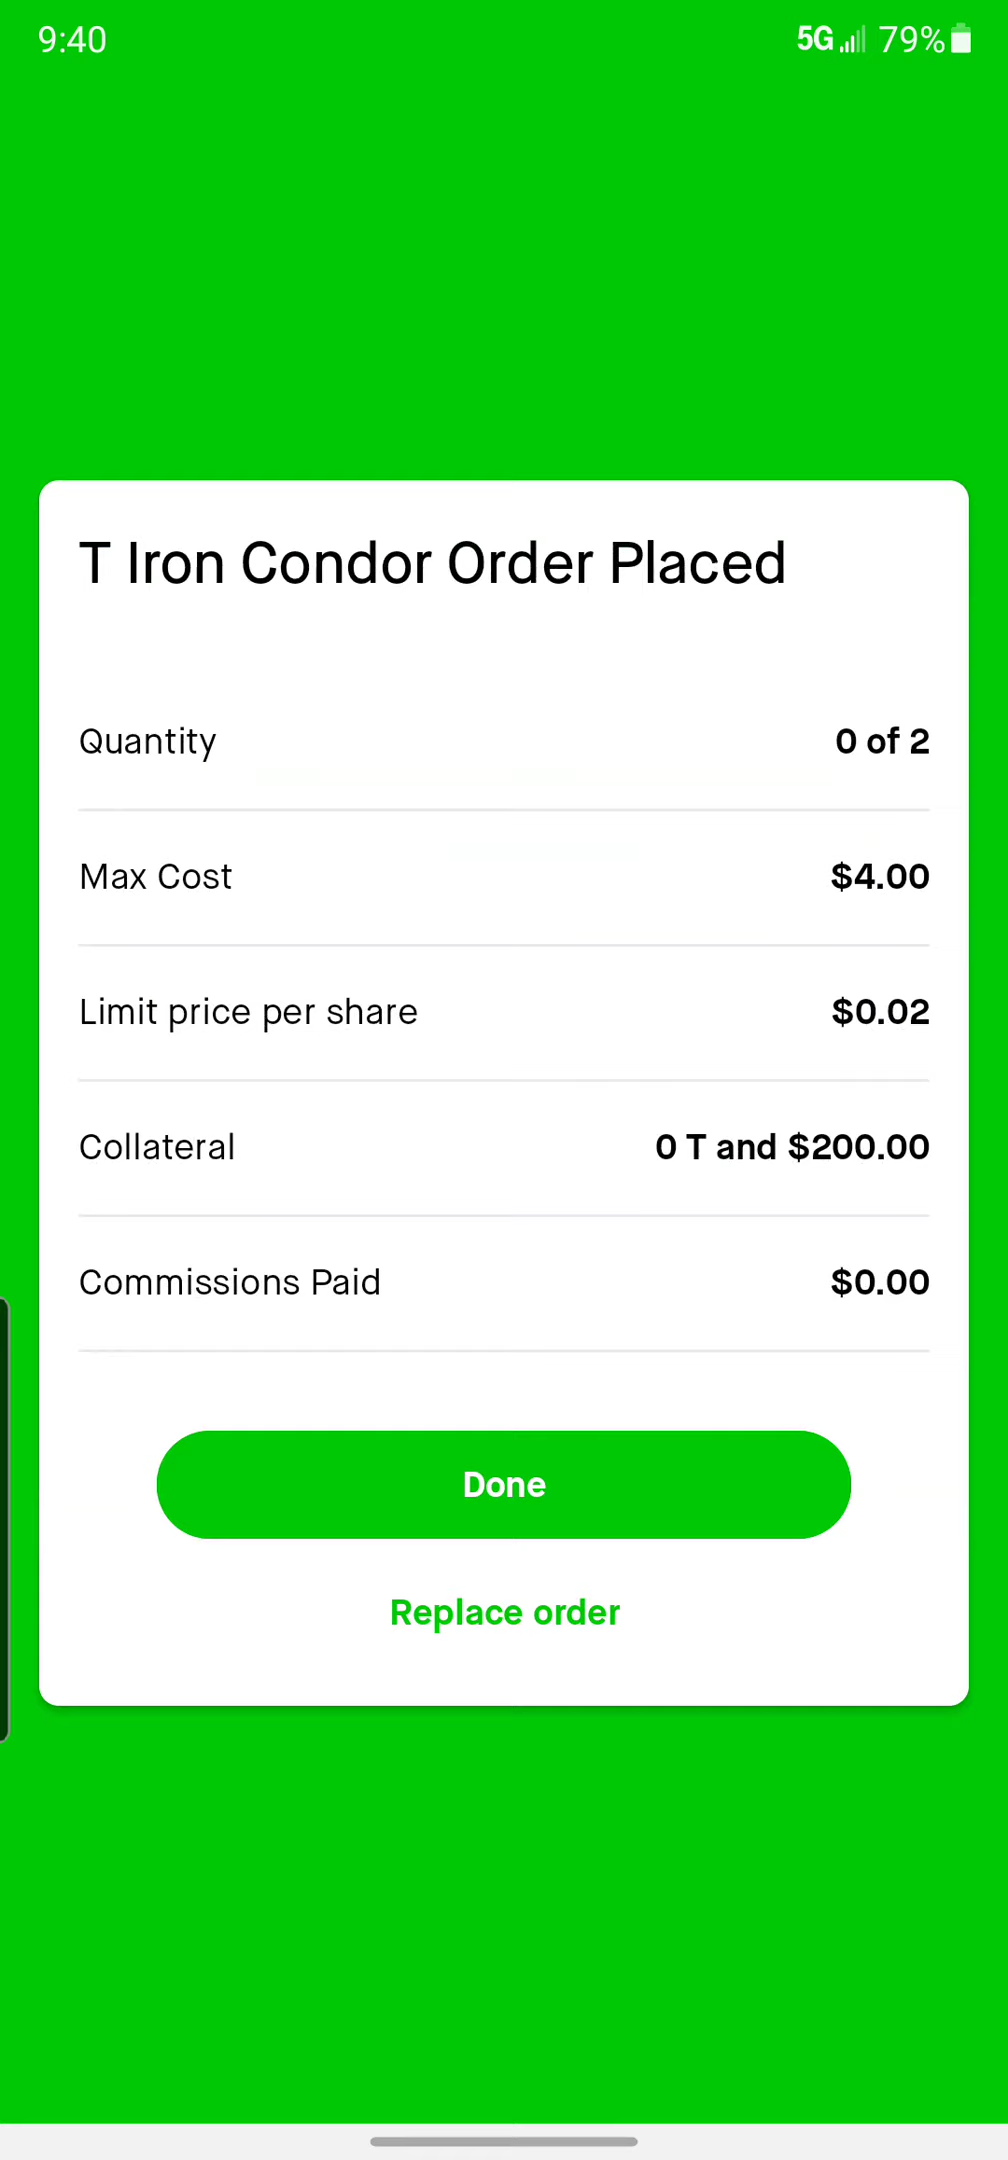 9:40 5G 79%
T Iron Condor Order Placed
Quantity 0 of 2
Max Cost $4.00
Limit price per share $0.02
Collateral 0 T and $200.00
Commissions Paid $0.00
Done
Replace order